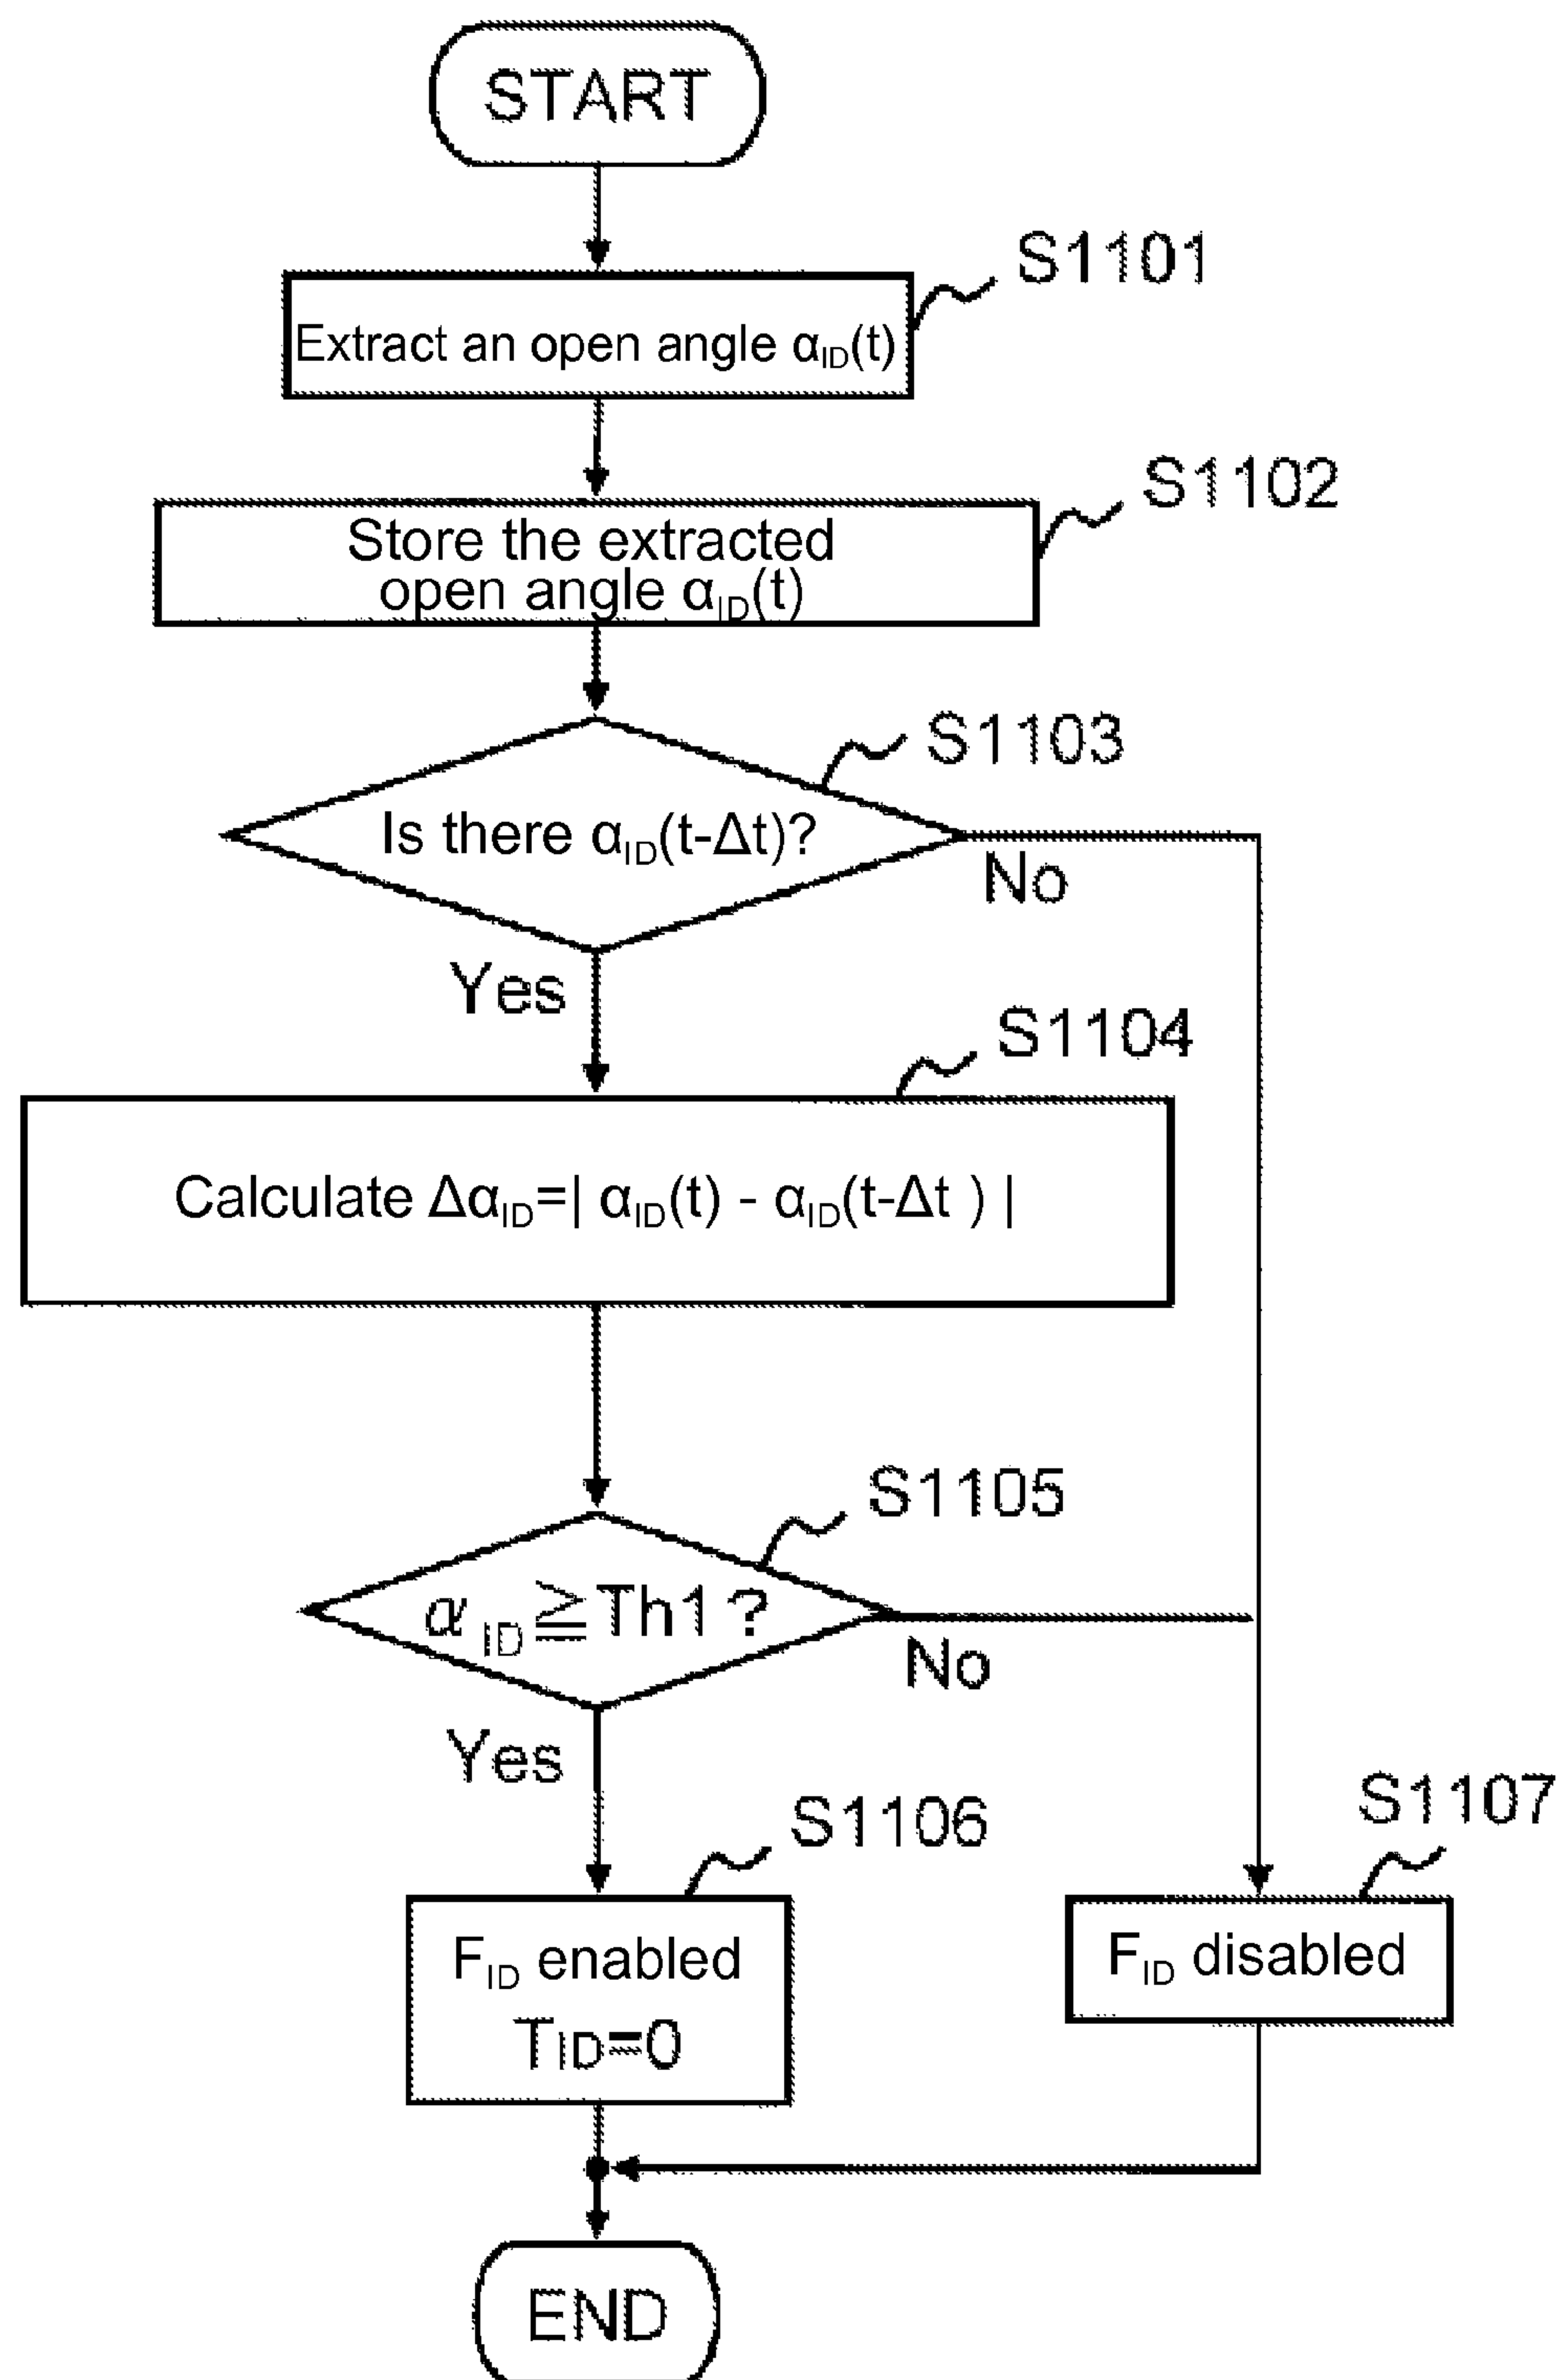 START
S1101
Extract an open angle αID(t)
S1102
Store the extracted
open angle αID(t)
S1103
Is there αID(t-Δt)?
No
Yes
S1104
Calculate ΔαID=| αID(t) - αID(t-Δt ) |
S1105
α ID≧Th1 ?
No
Yes
S1106
S1107
FID enabled
TID=0
FID disabled
END